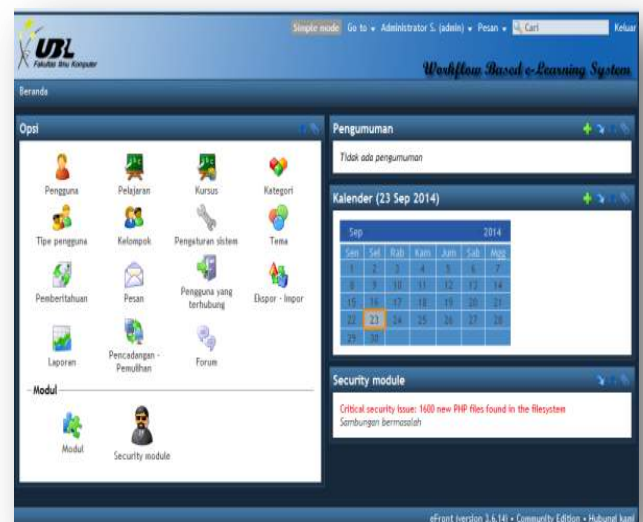 UBL
Fakultas Ilmu Komputer
Simple mode Go to Administrator S. (admin) Pesan Cari Keluar
Workflow Based e-Learning System
Beranda
Opsi
Pengguna Pelajaran Kursus Kategori
Tipe pengguna Kelompok Pengaturan sistem Tema
Pemberitahuan Pesan Pengguna yang terhubung Ekspor - Impor
Laporan Pencadangan - Pemulihan Forum
Modul
Modul Security module
Pengumuman
Tidak ada pengumuman
Kalender (23 Sep 2014)
Sep 2014
Sen Sel Rab Kam Jum Sab Mgg
1 2 3 4 5 6 7
8 9 10 11 12 13 14
15 16 17 18 19 20 21
22 23 24 25 26 27 28
29 30
Security module
Critical security issue: 1600 new PHP files found in the filesystem
Sambungan bermasalah
eFront (version 3.6.14) • Community Edition • Hubungi kami